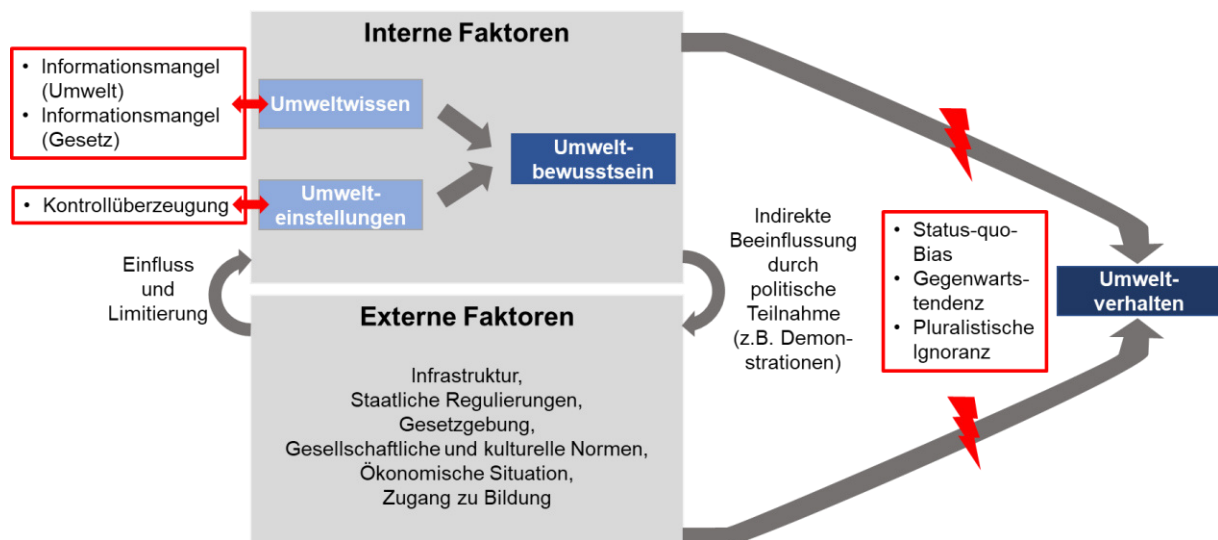 Interne Faktoren
• Informationsmangel
(Umwelt)
• Informationsmangel
(Gesetz)
Umweltwissen
Umwelt-
bewusstsein
• Kontrollüberzeugung
Umwelt-
einstellungen
Einfluss
und
Limitierung
Indirekte
Beeinflussung
durch
politische
Teilnahme
(z.B. Demon-
strationen)
• Status-quo-
Bias
• Gegenwarts-
tendenz
• Pluralistische
Ignoranz
Umwelt-
verhalten
Externe Faktoren
Infrastruktur,
Staatliche Regulierungen,
Gesetzgebung,
Gesellschaftliche und kulturelle Normen,
Ökonomische Situation,
Zugang zu Bildung